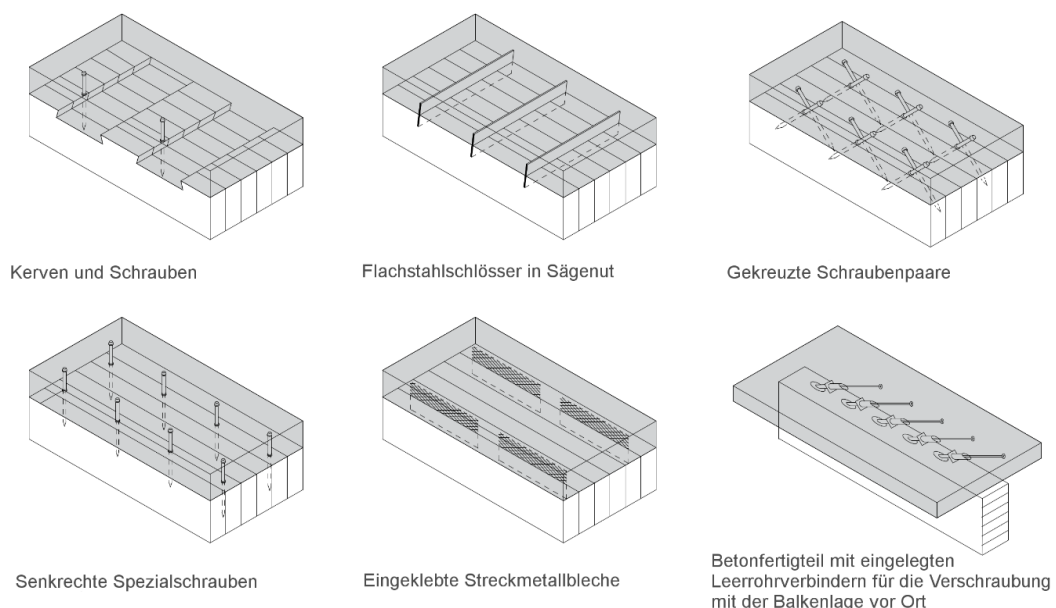 Kerven und Schrauben
Flachstahlschlösser in Sägenut
Gekreuzte Schraubenpaare
Senkrechte Spezialschrauben
Eingeklebte Streckmetallbleche
Betonfertigteil mit eingelegten
Leerrohrverbindern für die Verschraubung
mit der Balkenlage vor Ort